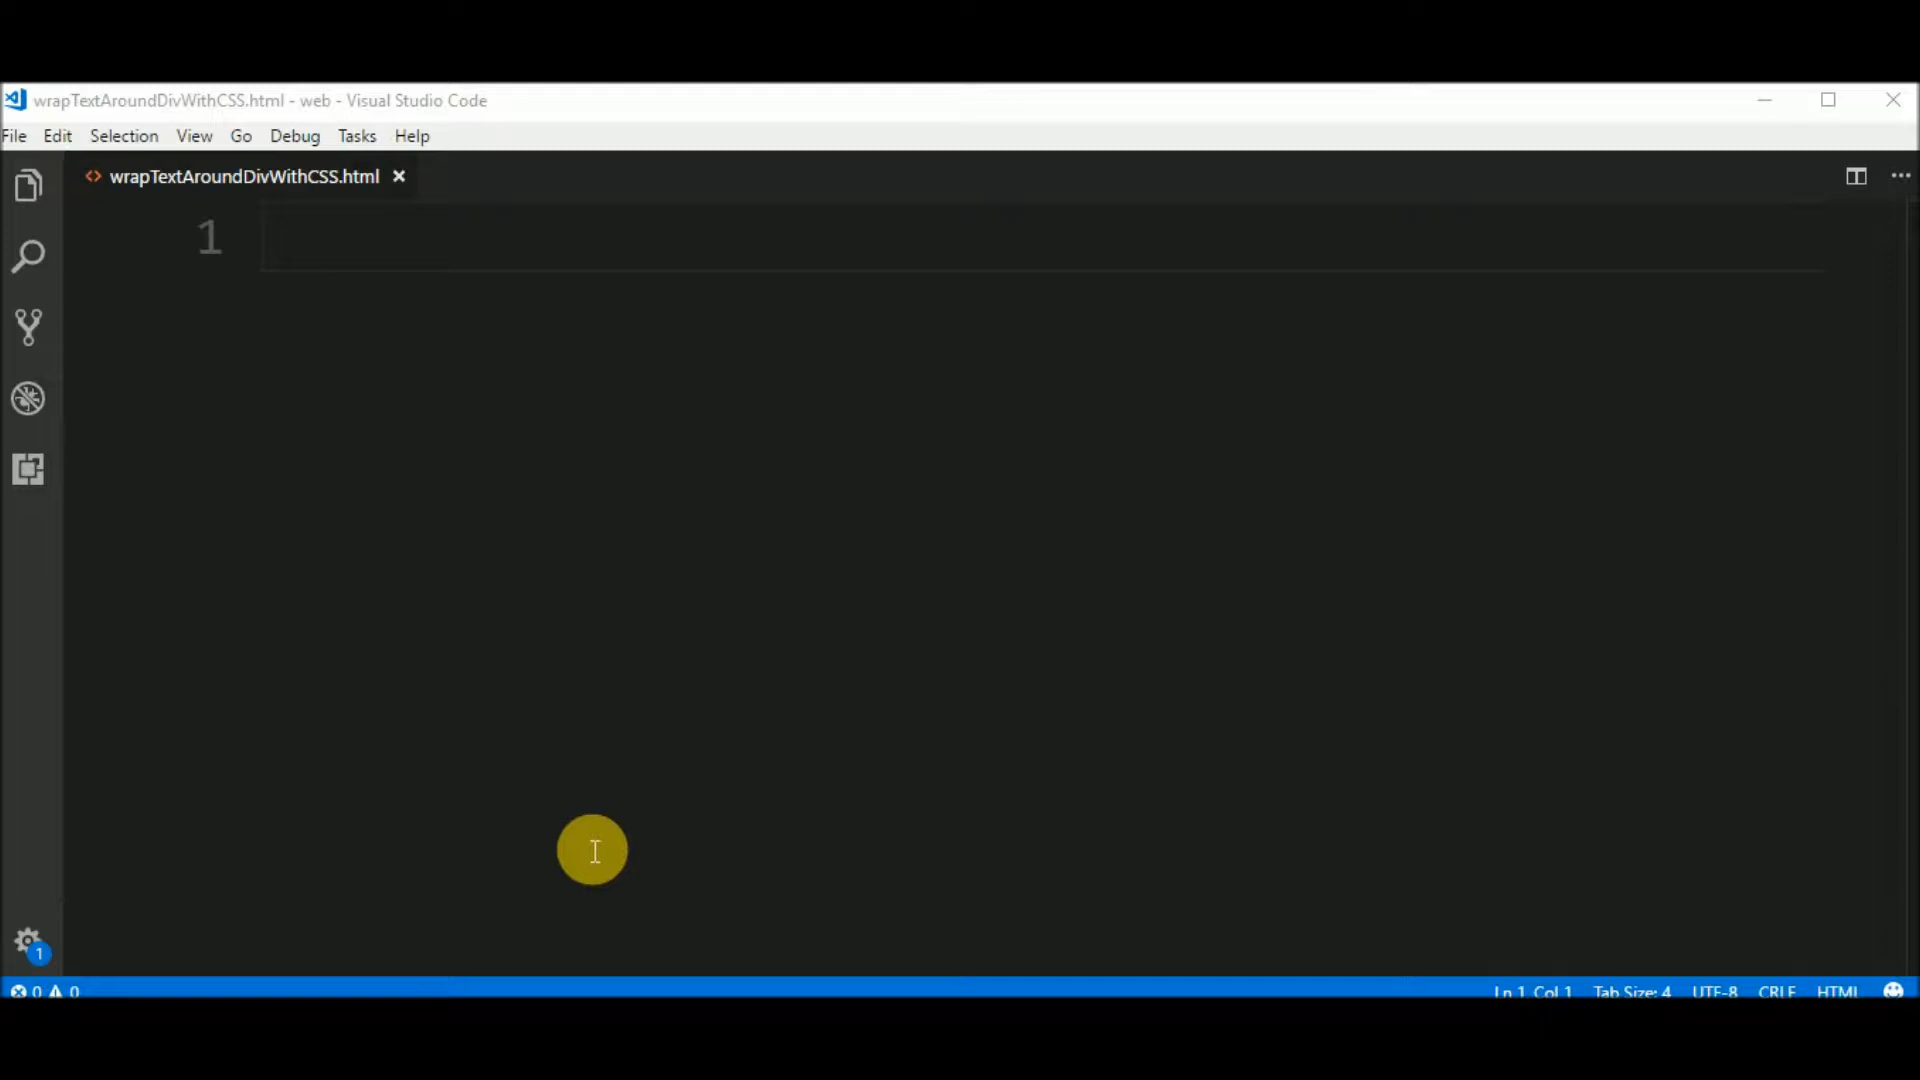 wrapTextAroundDivWithCSS.html - web - Visual Studio Code
File Edit Selection View Go Debug Tasks Help
<> wrapTextAroundDivWithCSS.html
1
1
0 0 Ln 1, Col 1 Tab Size: 4 UTF-8 CRLF HTML